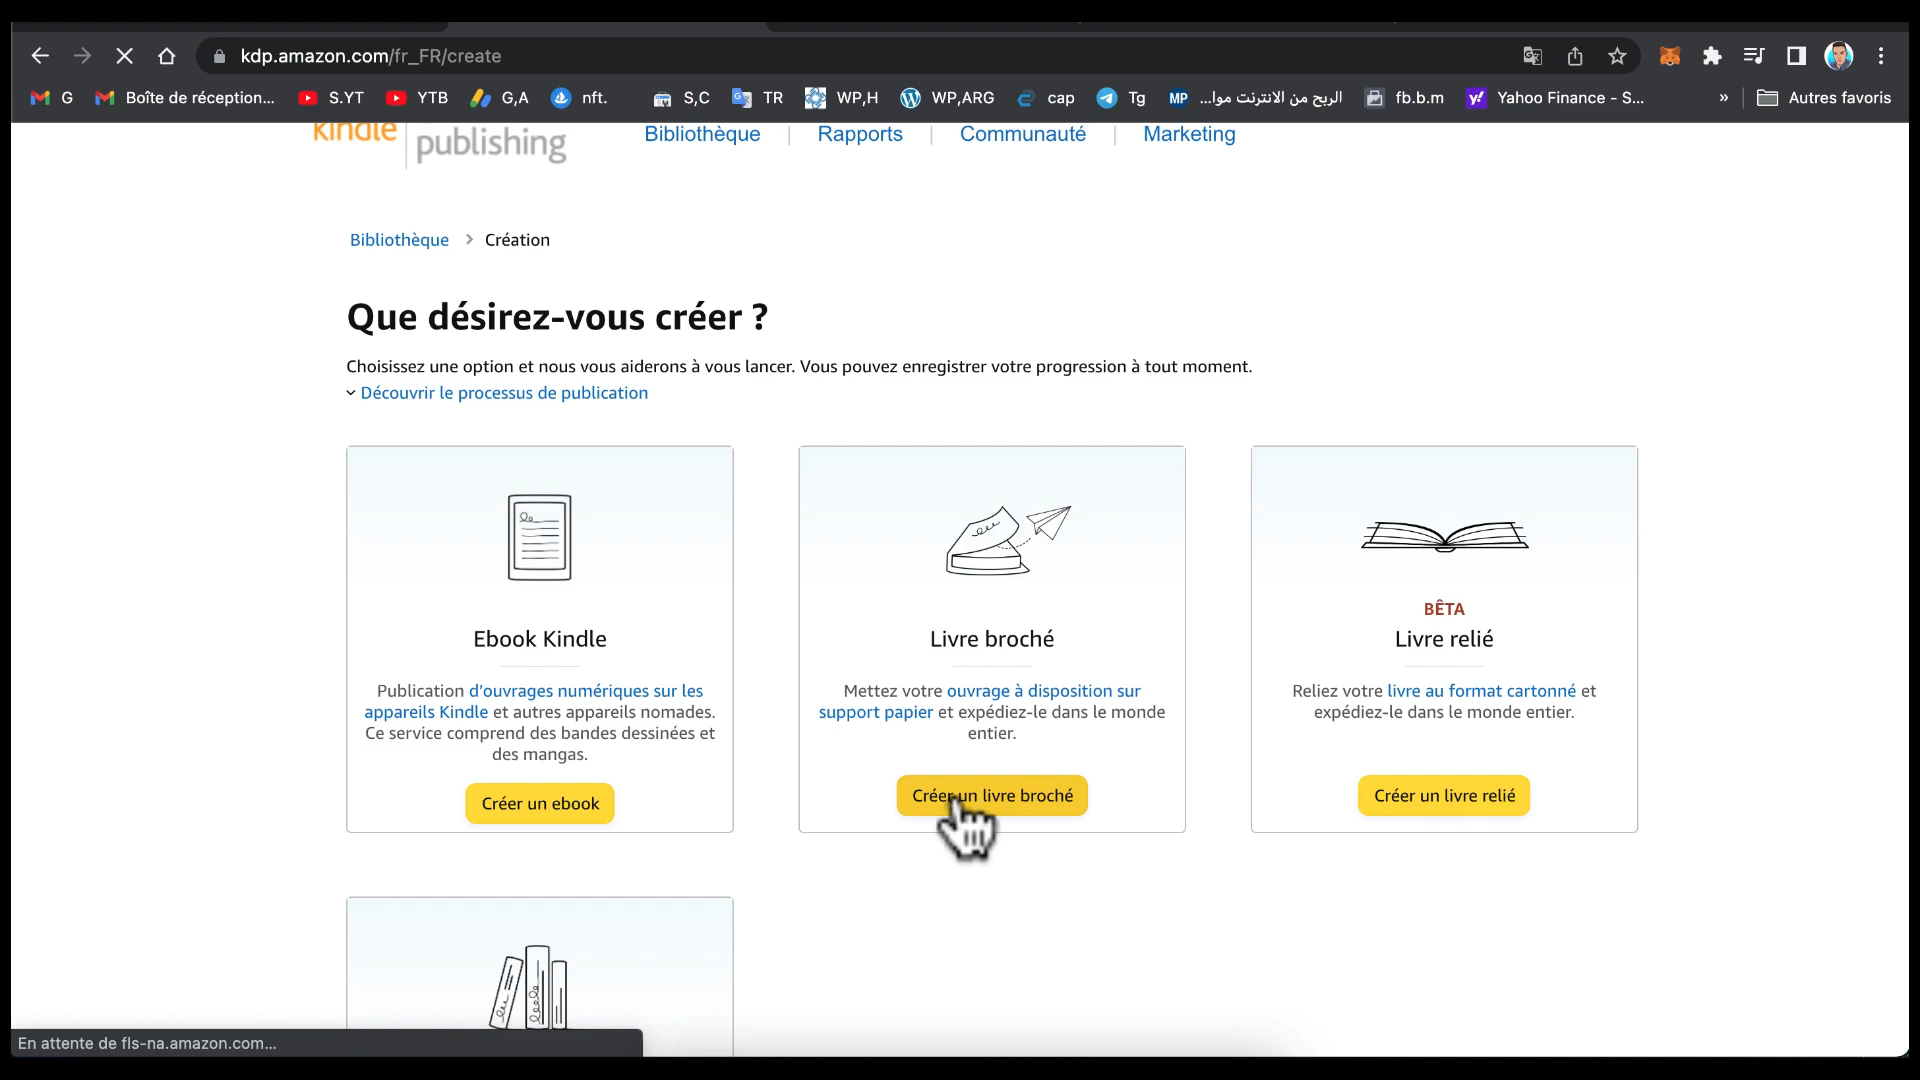 kdp.amazon.com/fr_FR/create
G
Boîte de réception...
S.YT
YTB
G,A
nft.
S,C
TR
WP,H
WP,ARG
cap
Tg
MP
الربح من الانترنت موا...
fb.b.m
Yahoo Finance - S...
»
Autres favoris
kindle
publishing
Bibliothèque | Rapports | Communauté | Marketing
Bibliothèque > Création
Que désirez-vous créer ?
Choisissez une option et nous vous aiderons à vous lancer. Vous pouvez enregistrer votre progression à tout moment.
Découvrir le processus de publication
Ebook Kindle
Publication d’ouvrages numériques sur les
appareils Kindle et autres appareils nomades.
Ce service comprend des bandes dessinées et
des mangas.
Créer un ebook
Livre broché
Mettez votre ouvrage à disposition sur
support papier et expédiez-le dans le monde
entier.
Créer un livre broché
BÊTA
Livre relié
Reliez votre livre au format cartonné et
expédiez-le dans le monde entier.
Créer un livre relié
En attente de fls-na.amazon.com...